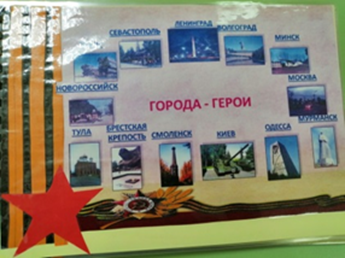 ЛЕНИНГРАД
СЕВАСТОПОЛЬ
ВОЛГОГРАД
МИНСК
НОВОРОССИЙСК
МОСКВА
ГОРОДА - ГЕРОИ
ТУЛА
БРЕСТСКАЯ
КРЕПОСТЬ
СМОЛЕНСК
КИЕВ
ОДЕССА
МУРМАНСК